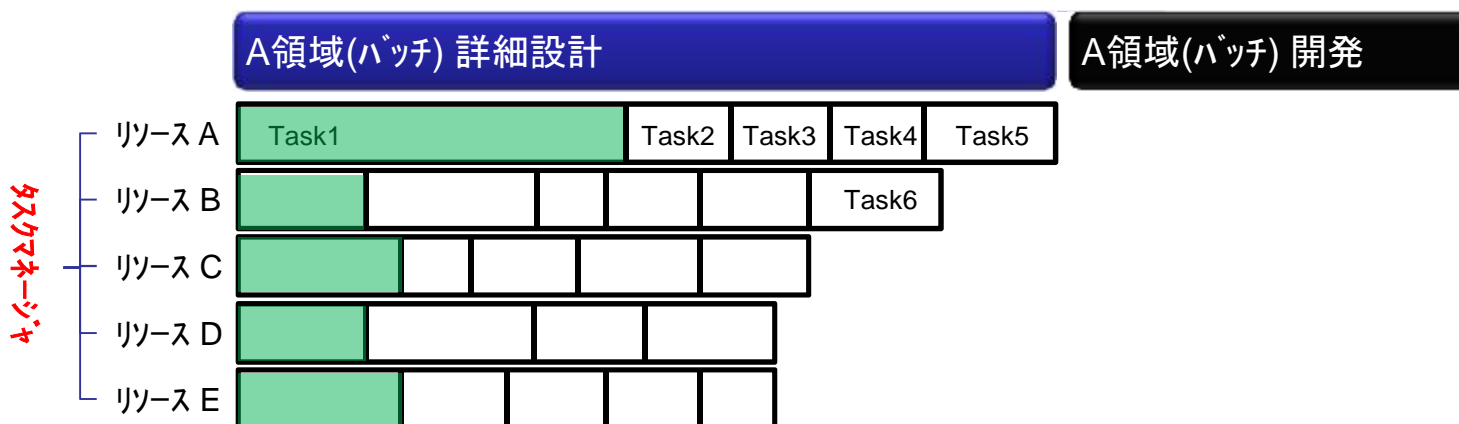 A領域(ﾊﾞｯﾁ) 詳細設計
A領域(ﾊﾞｯﾁ) 開発
ﾘｿｰｽ A
Task1
Task2
Task3
Task4
Task5
ﾘｿｰｽ B
Task6
ﾘｿｰｽ C
ﾘｿｰｽ D
ﾘｿｰｽ E
ﾀｽｸﾏﾈｰｼﾞｬ